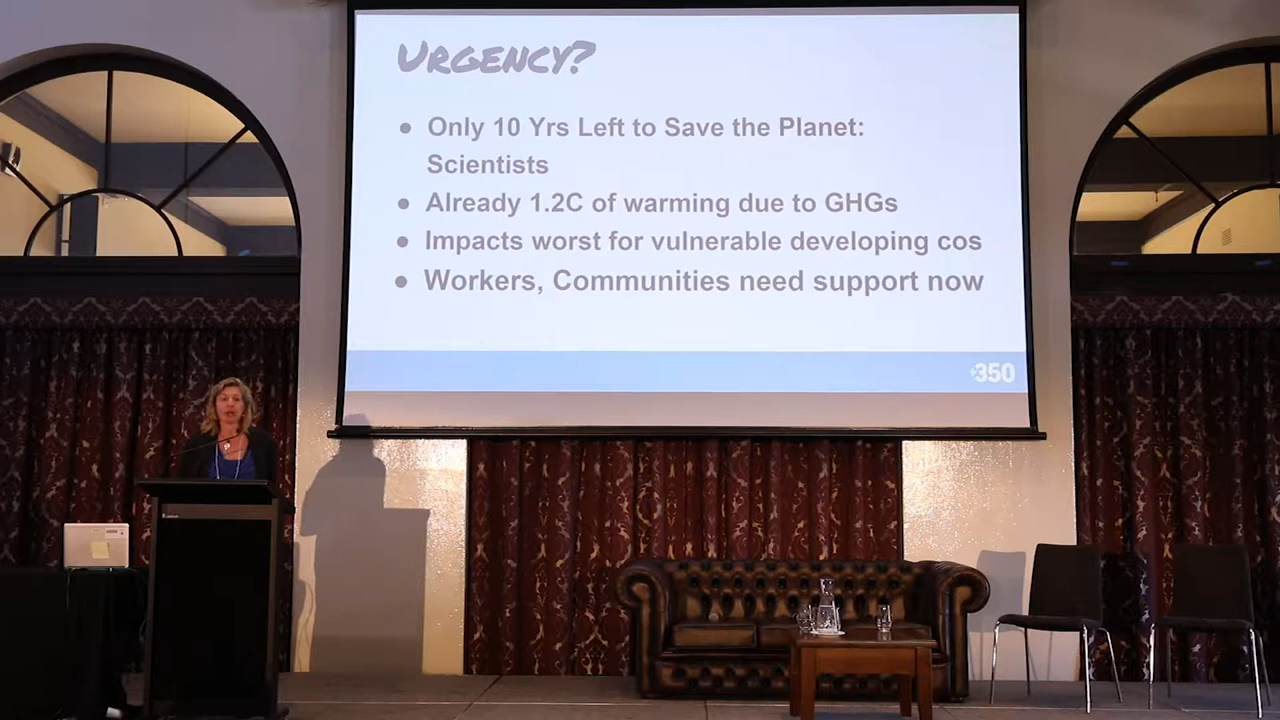 URGENCY?
● Only 10 Yrs Left to Save the Planet:
Scientists
● Already 1.2C of warming due to GHGs
● Impacts worst for vulnerable developing cos
● Workers, Communities need support now
350